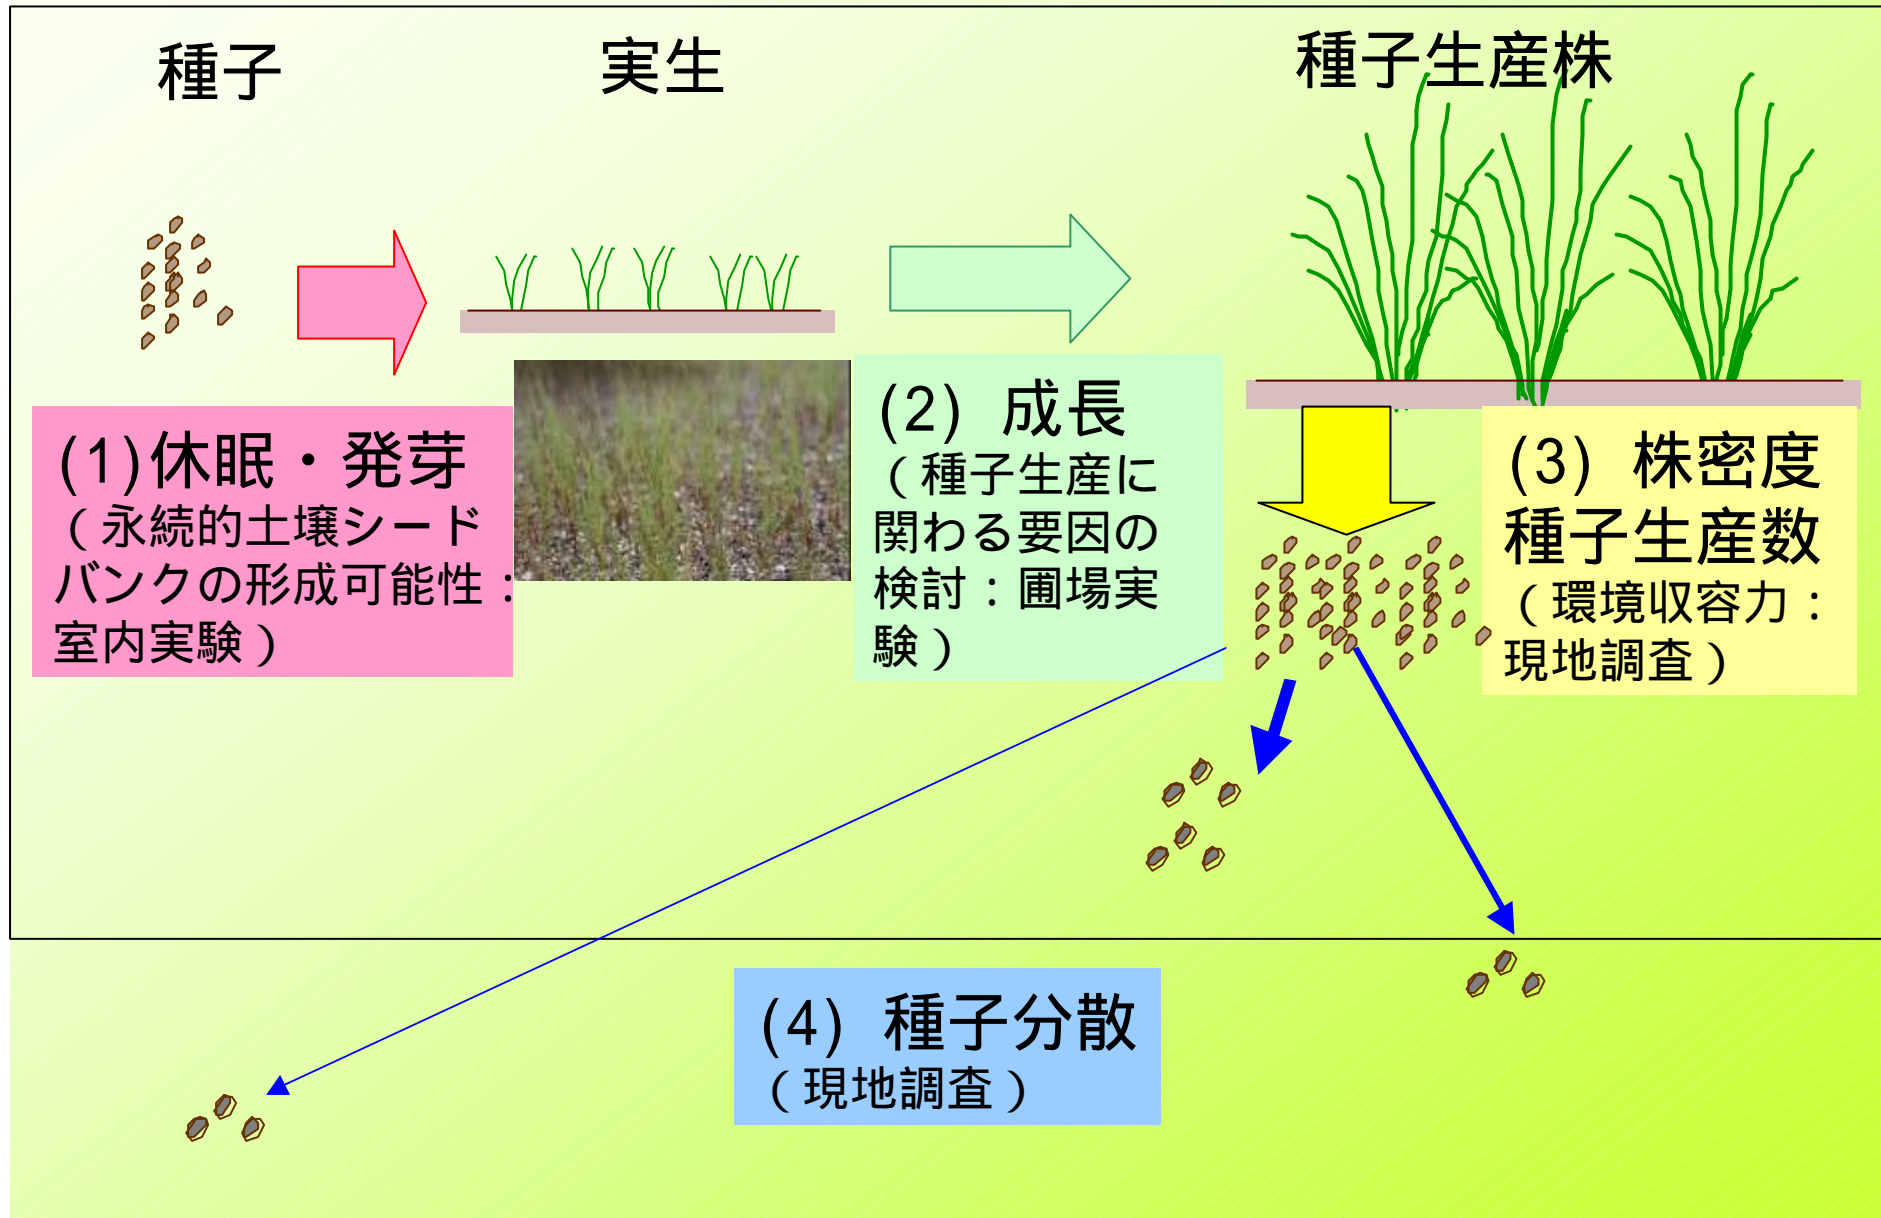 種子
実生
種子生産株
(1)休眠・発芽
（永続的土壌シード
バンクの形成可能性：
室内実験）
(2) 成長
（種子生産に
関わる要因の
検討：圃場実
験）
(3) 株密度
種子生産数
（環境収容力：
現地調査）
(4) 種子分散
（現地調査）